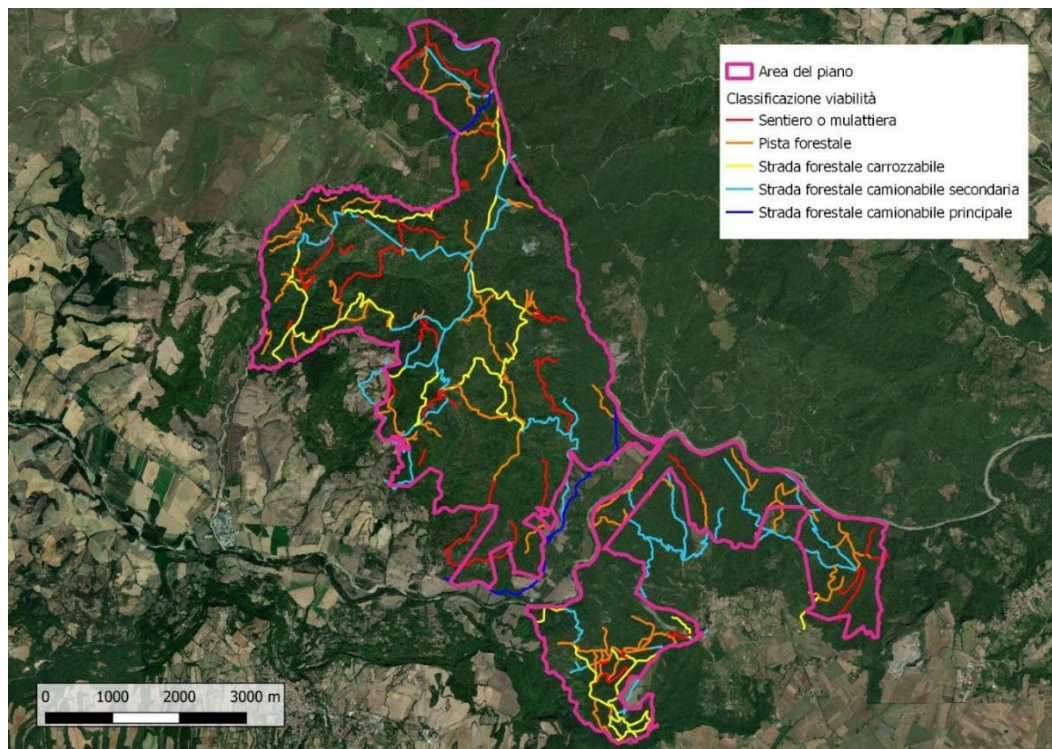 Area del piano
Classificazione viabilità
Sentiero o mulattiera
Pista forestale
Strada forestale carrozzabile
Strada forestale camionabile secondaria
Strada forestale camionabile principale
0 1000 2000 3000 m